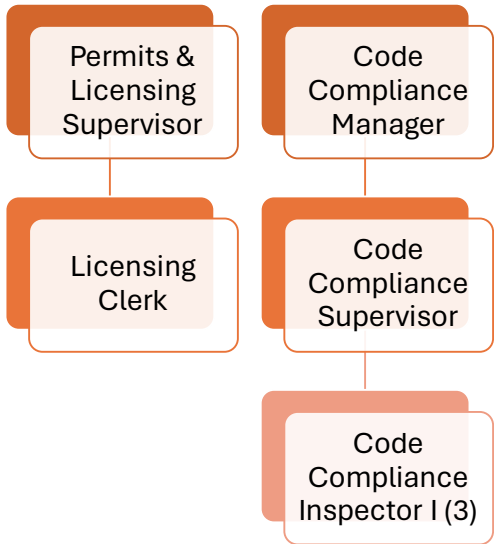 Permits &
Licensing
Supervisor
Code
Compliance
Manager
Licensing
Clerk
Code
Compliance
Supervisor
Code
Compliance
Inspector I (3)